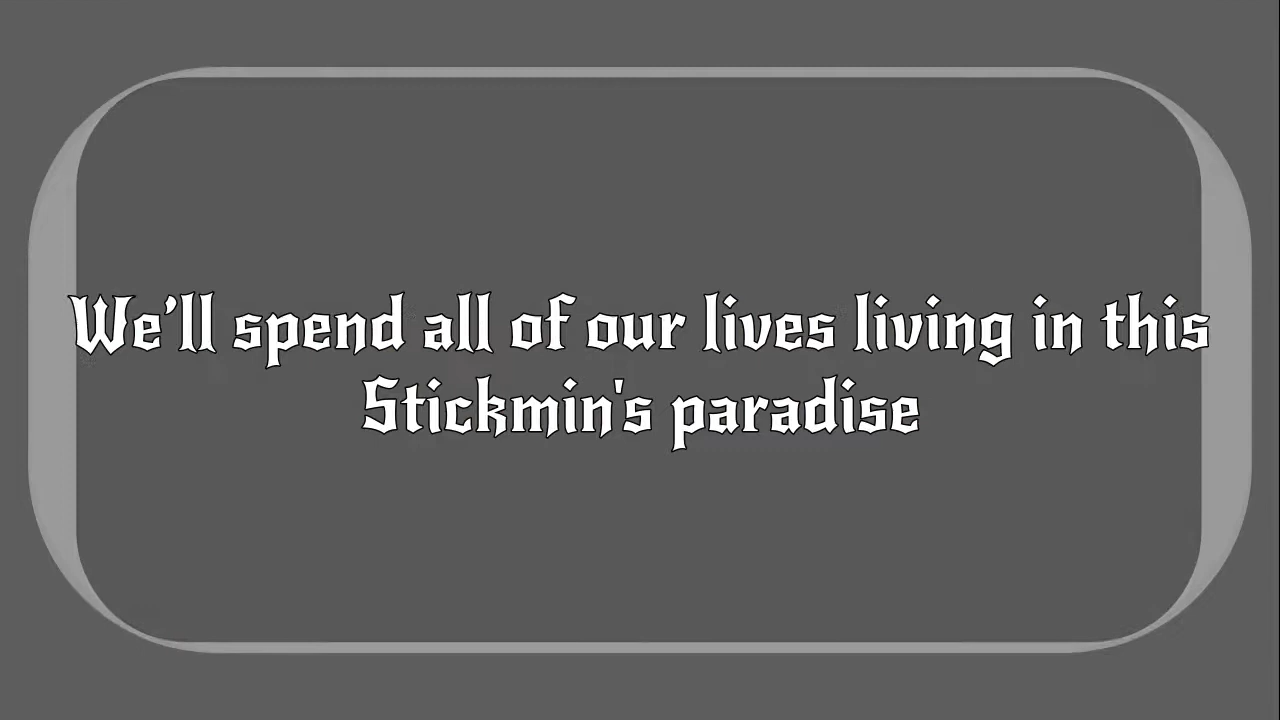 We’ll spend all of our lives living in this
Stickmin's paradise